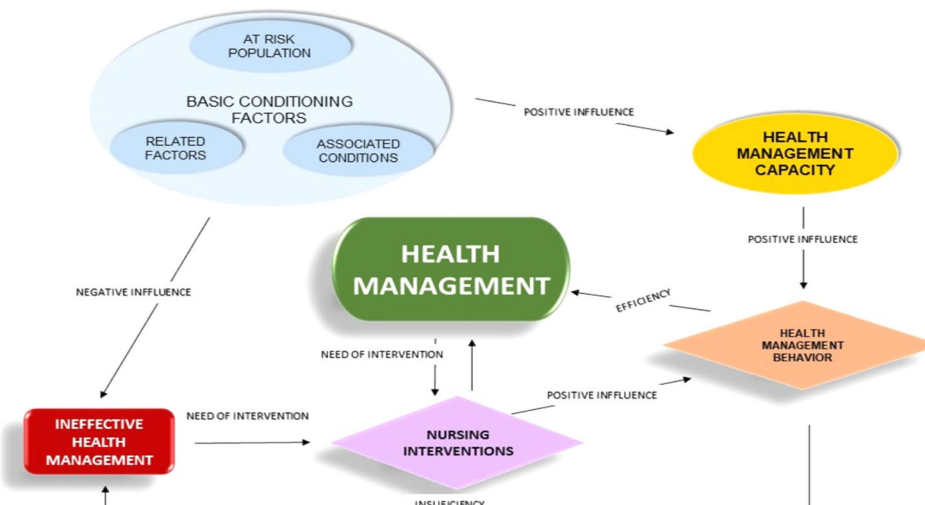 AT RISK
POPULATION
BASIC CONDITIONING
FACTORS
RELATED
FACTORS
ASSOCIATED
CONDITIONS
POSITIVE INFFLUENCE
HEALTH
MANAGEMENT
CAPACITY
POSITIVE INFFLUENCE
HEALTH
MANAGEMENT
NEGATIVE INFFLUENCE
EFFICIENCY
HEALTH
MANAGEMENT
BEHAVIOR
NEED OF INTERVENTION
POSITIVE INFFLUENCE
INEFFECTIVE
HEALTH
MANAGEMENT
NEED OF INTERVENTION
NURSING
INTERVENTIONS
INSUFICIENCY